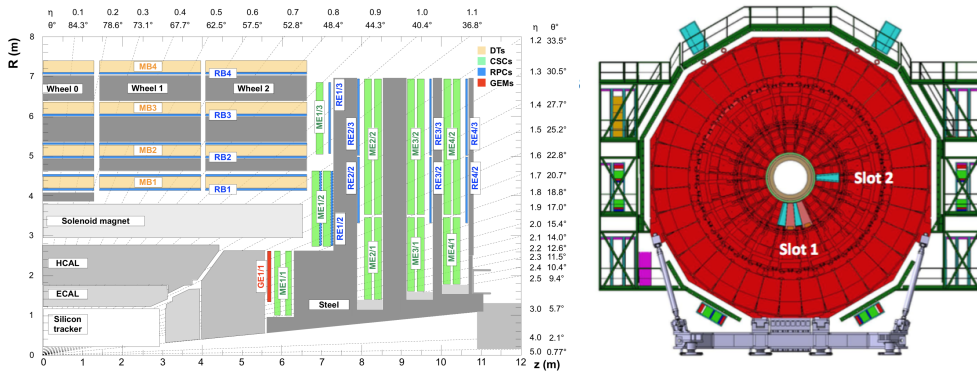 η 0.1 0.2 0.3 0.4 0.5 0.6 0.7 0.8 0.9 1.0 1.1
θ° 84.3° 78.6° 73.1° 67.7° 62.5° 57.5° 52.8° 48.4° 44.3° 40.4° 36.8° η θ°
R (m)
8
7
6
5
4
3
2
1
0
1.2 33.5°
1.3 30.5°
1.4 27.7°
1.5 25.2°
1.6 22.8°
1.7 20.7°
1.8 18.8°
1.9 17.0°
2.0 15.4°
2.1 14.0°
2.2 12.6°
2.3 11.5°
2.4 10.4°
2.5 9.4°
3.0 5.7°
4.0 2.1°
5.0 0.77°
DTs
CSCs
RPCs
GEMs
MB4
RB4
Wheel 0 Wheel 1 Wheel 2
MB3
RB3
MB2
RB2
MB1
RB1
Solenoid magnet
HCAL
ECAL
Silicon
tracker
Steel
GE1/1
ME1/1
ME1/2
ME1/3
RE1/2
RE1/3
RE2/2
RE2/3
ME2/1
ME2/2
ME3/1
ME3/2
RE3/2
RE3/3
ME4/1
ME4/2
RE4/2
RE4/3
0 1 2 3 4 5 6 7 8 9 10 11 12
z (m)
Slot 2
Slot 1